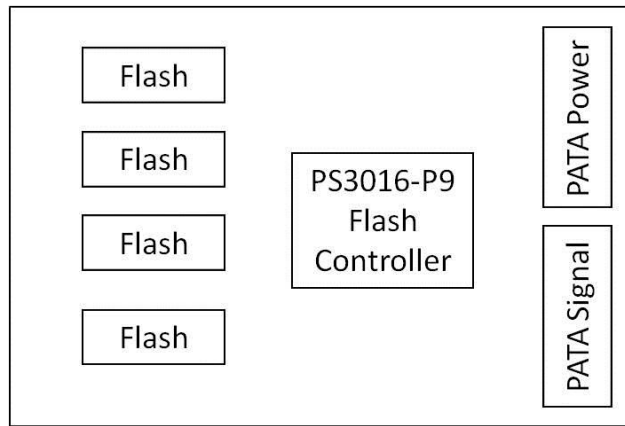 Flash
Flash
Flash
Flash
PS3016-P9
Flash
Controller
PATA Power
PATA Signal